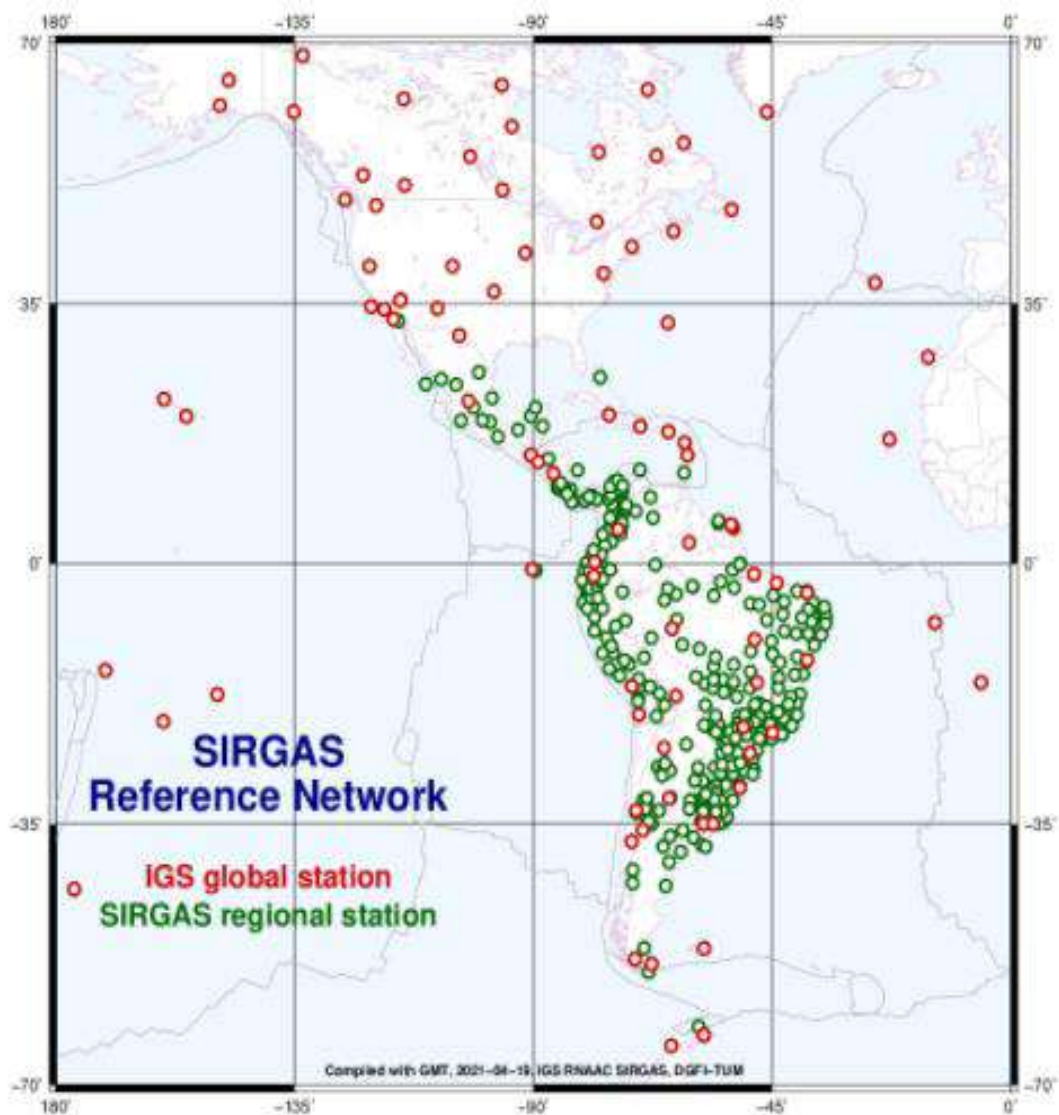 180° −135° −90° −45° 0°
70° 70°
35° 35°
0° 0°
SIRGAS
Reference Network
−35° −35°
IGS global station
SIRGAS regional station
Compiled with GMT, 2021−04−19, IGS RNAAC SIRGAS, DGFI−TUM
−70° −70°
180° −135° −90° −45° 0°